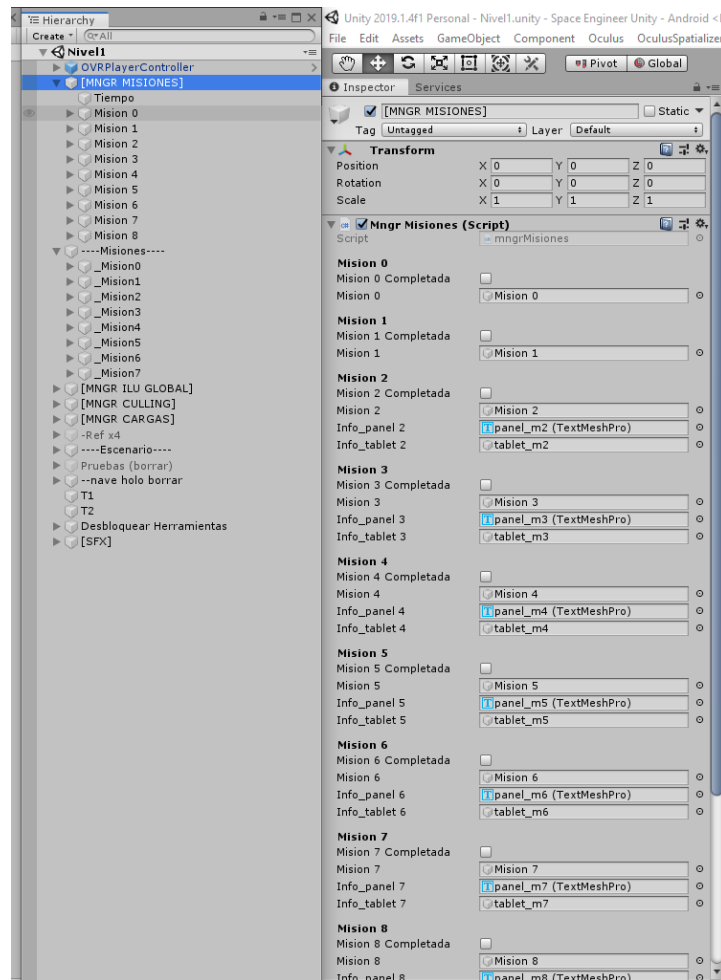 Hierarchy
Create
All
Nivel1
OVRPlayerController
[MNGR MISIONES]
Tiempo
Mision 0
Mision 1
Mision 2
Mision 3
Mision 4
Mision 5
Mision 6
Mision 7
Mision 8
----Misiones----
_Mision0
_Mision1
_Mision2
_Mision3
_Mision4
_Mision5
_Mision6
_Mision7
[MNGR ILU GLOBAL]
[MNGR CULLING]
[MNGR CARGAS]
-Ref x4
----Escenario----
Pruebas (borrar)
--nave holo borrar
T1
T2
Desbloquear Herramientas
[SFX]
Unity 2019.1.4f1 Personal - Nivel1.unity - Space Engineer Unity - Android <
File Edit Assets GameObject Component Oculus OculusSpatializer
Pivot Global
Inspector Services
[MNGR MISIONES] Static
Tag Untagged Layer Default
Transform
Position X 0 Y 0 Z 0
Rotation X 0 Y 0 Z 0
Scale X 1 Y 1 Z 1
Mngr Misiones (Script)
Script mngrMisiones
Mision 0
Mision 0 Completada
Mision 0 Mision 0
Mision 1
Mision 1 Completada
Mision 1 Mision 1
Mision 2
Mision 2 Completada
Mision 2 Mision 2
Info_panel 2 panel_m2 (TextMeshPro)
Info_tablet 2 tablet_m2
Mision 3
Mision 3 Completada
Mision 3 Mision 3
Info_panel 3 panel_m3 (TextMeshPro)
Info_tablet 3 tablet_m3
Mision 4
Mision 4 Completada
Mision 4 Mision 4
Info_panel 4 panel_m4 (TextMeshPro)
Info_tablet 4 tablet_m4
Mision 5
Mision 5 Completada
Mision 5 Mision 5
Info_panel 5 panel_m5 (TextMeshPro)
Info_tablet 5 tablet_m5
Mision 6
Mision 6 Completada
Mision 6 Mision 6
Info_panel 6 panel_m6 (TextMeshPro)
Info_tablet 6 tablet_m6
Mision 7
Mision 7 Completada
Mision 7 Mision 7
Info_panel 7 panel_m7 (TextMeshPro)
Info_tablet 7 tablet_m7
Mision 8
Mision 8 Completada
Mision 8 Mision 8
Info_panel 8 panel_m8 (TextMeshPro)